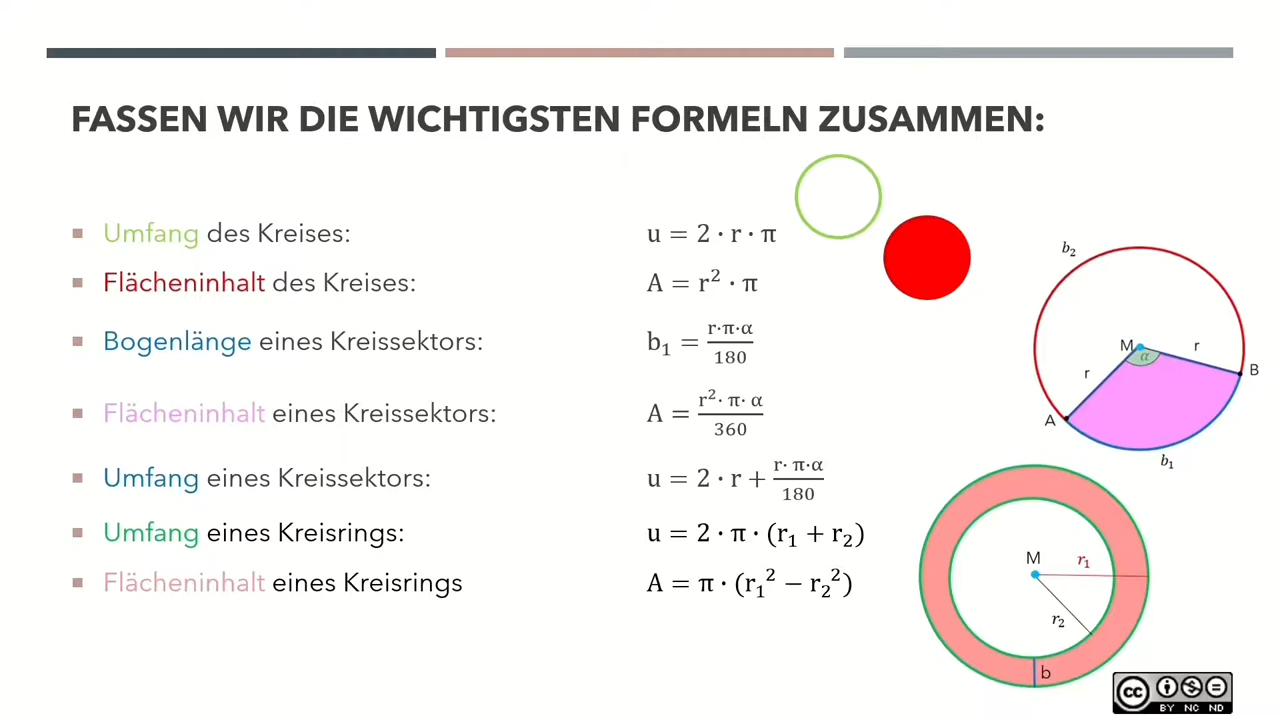 FASSEN WIR DIE WICHTIGSTEN FORMELN ZUSAMMEN:
Umfang des Kreises: u = 2 · r · π
Flächeninhalt des Kreises: A = r² · π
Bogenlänge eines Kreissektors: b₁ = r·π·α/180
Flächeninhalt eines Kreissektors: A = r²· π· α/360
Umfang eines Kreissektors: u = 2 · r + r· π·α/180
Umfang eines Kreisrings: u = 2 · π · (r₁ + r₂)
Flächeninhalt eines Kreisrings A = π · (r₁² − r₂²)
b₂
M
α
r
r
B
A
b₁
M
r₁
r₂
b
cc
BY NC ND